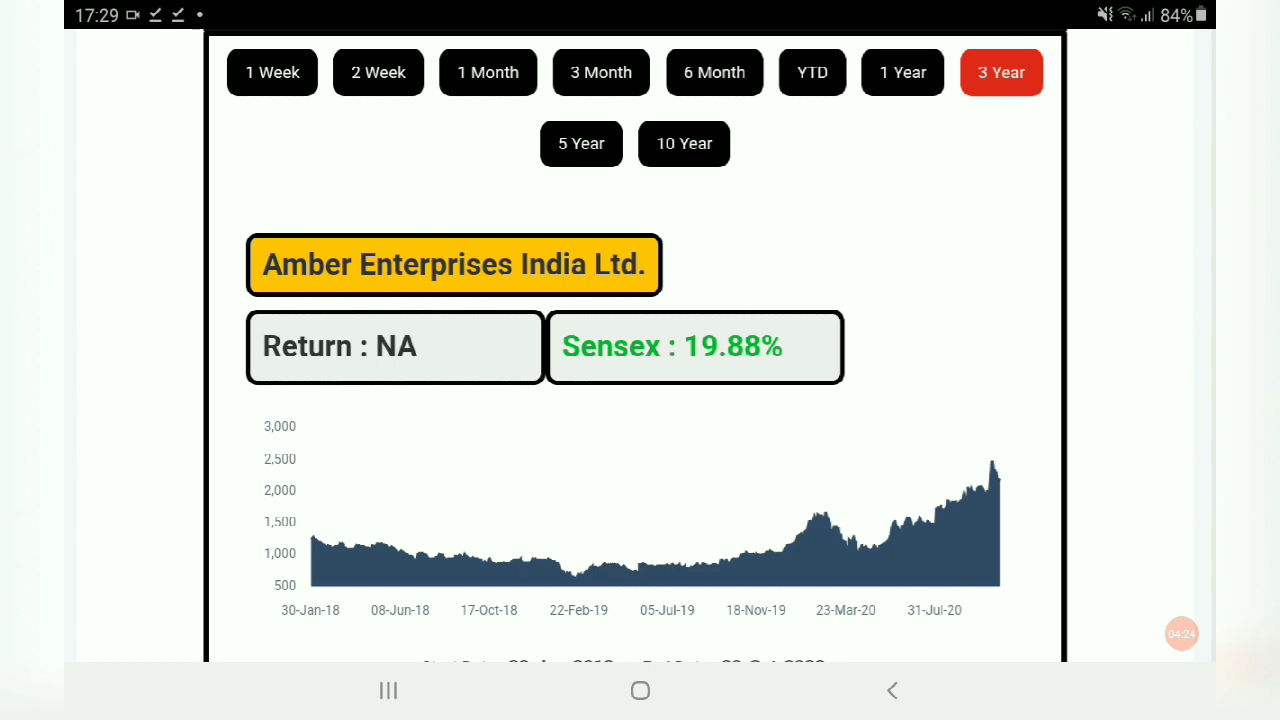 17:29 84%
1 Week 2 Week 1 Month 3 Month 6 Month YTD 1 Year 3 Year
5 Year 10 Year
Amber Enterprises India Ltd.
Return : NA Sensex : 19.88%
3,000
2,500
2,000
1,500
1,000
500
30-Jan-18 08-Jun-18 17-Oct-18 22-Feb-19 05-Jul-19 18-Nov-19 23-Mar-20 31-Jul-20
04:24